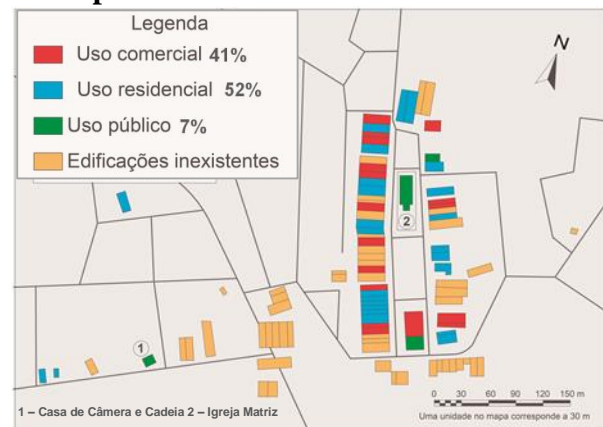 Legenda
Uso comercial 41%
Uso residencial 52%
Uso público 7%
Edificações inexistentes
N
2
1
0 30 60 90 120 150 m
Uma unidade no mapa corresponde a 30 m
1 – Casa de Câmera e Cadeia 2 – Igreja Matriz